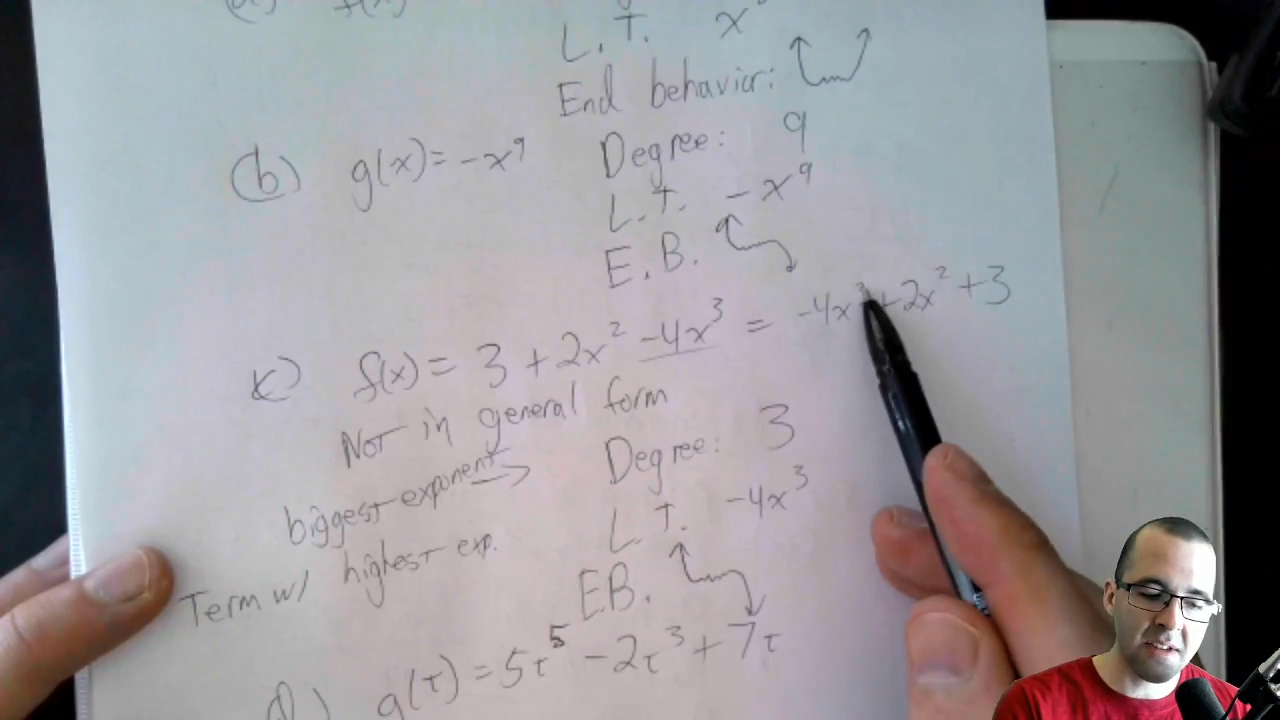 L.T. x
End behavior:
(b) g(x) = -x⁹ Degree: 9
L.T. -x⁹
E.B.
(c) f(x) = 3 + 2x² -4x³ = -4x³ + 2x² + 3
Not in general form
Degree: 3
biggest exponent →
L.T. -4x³
Term w/ highest exp.
EB.
d) g(t) = 5t⁵ - 2t³ + 7t